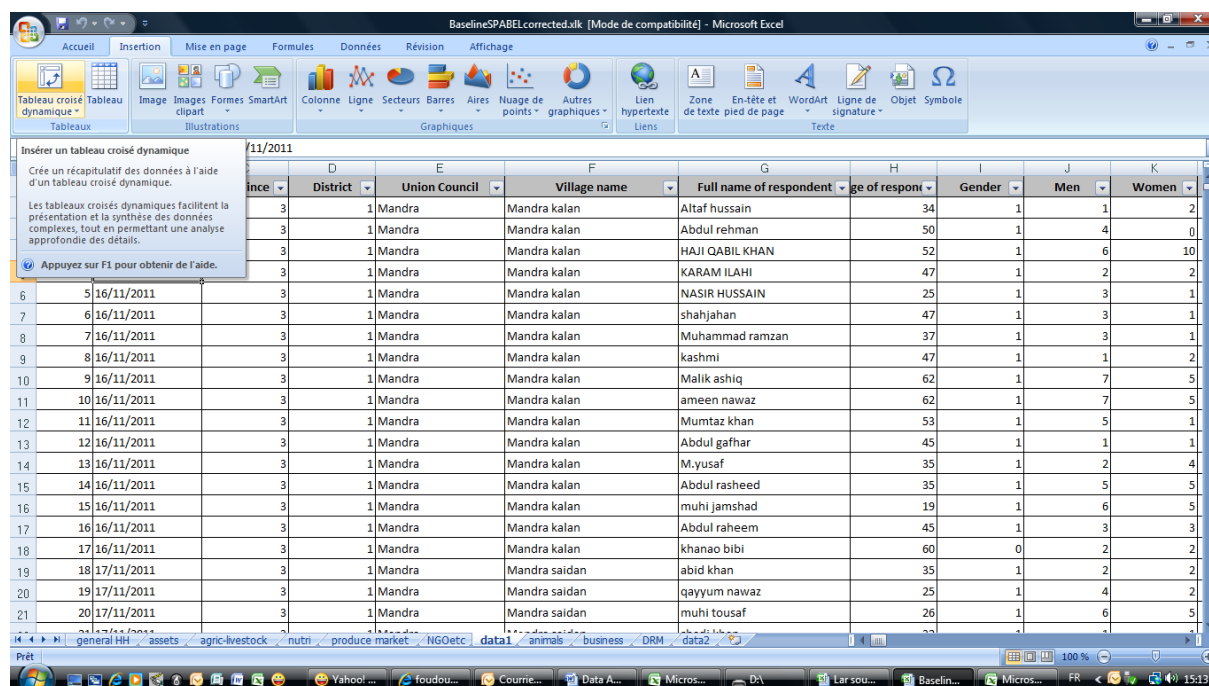 BaselineSPABELcorrected.xlk [Mode de compatibilité] - Microsoft Excel
Accueil Insertion Mise en page Formules Données Révision Affichage
Tableau croisé dynamique Tableau Image Images clipart Formes SmartArt Colonne Ligne Secteurs Barres Aires Nuage de points Autres graphiques Lien hypertexte Zone de texte En-tête et pied de page WordArt Ligne de signature Objet Symbole
Tableaux Illustrations Graphiques Liens Texte
/11/2011
Insérer un tableau croisé dynamique
Crée un récapitulatif des données à l'aide
d'un tableau croisé dynamique.
Les tableaux croisés dynamiques facilitent la
présentation et la synthèse des données
complexes, tout en permettant une analyse
approfondie des détails.
Appuyez sur F1 pour obtenir de l'aide.
D E F G H I J K
ince District Union Council Village name Full name of respondent ge of respon Gender Men Women
3 1 Mandra Mandra kalan Altaf hussain 34 1 1 2
3 1 Mandra Mandra kalan Abdul rehman 50 1 4 0
3 1 Mandra Mandra kalan HAJI QABIL KHAN 52 1 6 10
3 1 Mandra Mandra kalan KARAM ILAHI 47 1 2 2
6 5 16/11/2011 3 1 Mandra Mandra kalan NASIR HUSSAIN 25 1 3 1
7 6 16/11/2011 3 1 Mandra Mandra kalan shahjahan 47 1 3 1
8 7 16/11/2011 3 1 Mandra Mandra kalan Muhammad ramzan 37 1 3 1
9 8 16/11/2011 3 1 Mandra Mandra kalan kashmi 47 1 1 2
10 9 16/11/2011 3 1 Mandra Mandra kalan Malik ashiq 62 1 7 5
11 10 16/11/2011 3 1 Mandra Mandra kalan ameen nawaz 62 1 7 5
12 11 16/11/2011 3 1 Mandra Mandra kalan Mumtaz khan 53 1 5 1
13 12 16/11/2011 3 1 Mandra Mandra kalan Abdul gafhar 45 1 1 1
14 13 16/11/2011 3 1 Mandra Mandra kalan M.yusaf 35 1 2 4
15 14 16/11/2011 3 1 Mandra Mandra kalan Abdul rasheed 35 1 5 5
16 15 16/11/2011 3 1 Mandra Mandra kalan muhi jamshad 19 1 6 5
17 16 16/11/2011 3 1 Mandra Mandra kalan Abdul raheem 45 1 3 3
18 17 16/11/2011 3 1 Mandra Mandra kalan khanao bibi 60 0 2 2
19 18 17/11/2011 3 1 Mandra Mandra saidan abid khan 35 1 2 2
20 19 17/11/2011 3 1 Mandra Mandra saidan qayyum nawaz 25 1 4 2
21 20 17/11/2011 3 1 Mandra Mandra saidan muhi tousaf 26 1 6 5
general HH assets agric-livestock nutri produce market NGOetc data1 animals business DRM data2
Prêt 100 %
Yahoo! ... foudou... Courrie... Data A... Micros... D:\ Lar sou... Baselin... Micros... FR 15:13